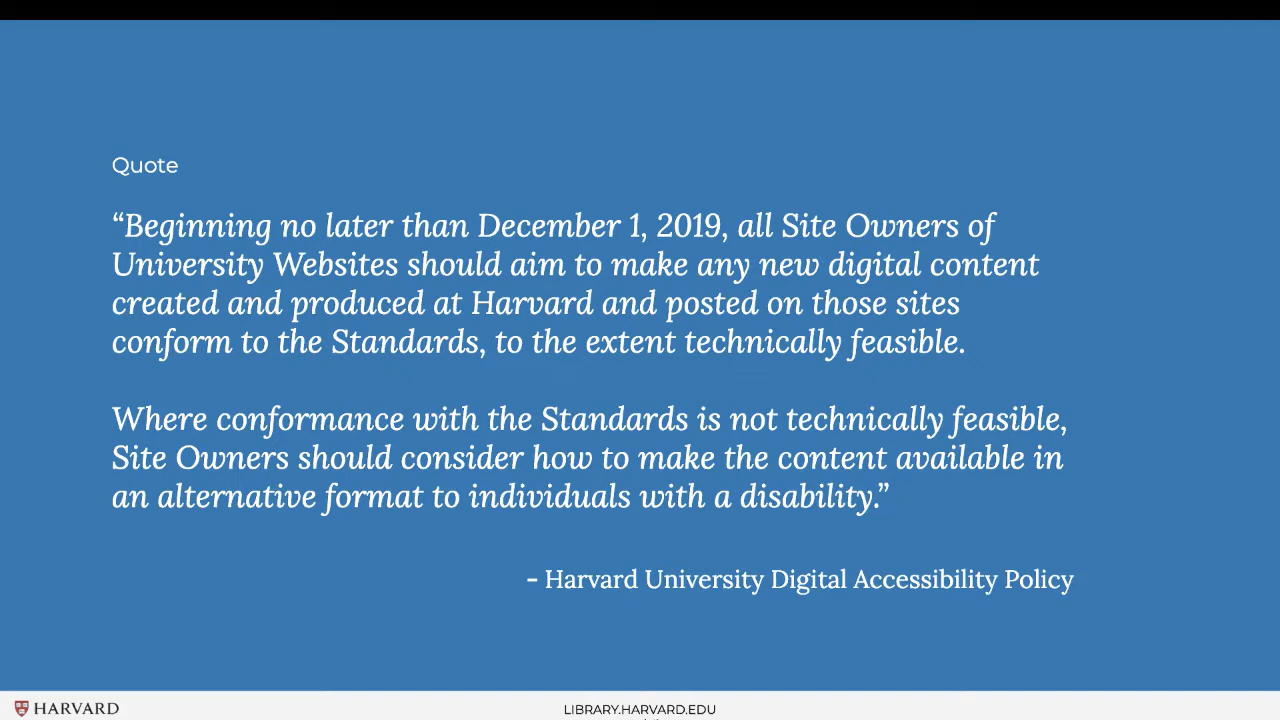 Quote
“Beginning no later than December 1, 2019, all Site Owners of
University Websites should aim to make any new digital content
created and produced at Harvard and posted on those sites
conform to the Standards, to the extent technically feasible.
Where conformance with the Standards is not technically feasible,
Site Owners should consider how to make the content available in
an alternative format to individuals with a disability.”
– Harvard University Digital Accessibility Policy
HARVARD
LIBRARY.HARVARD.EDU